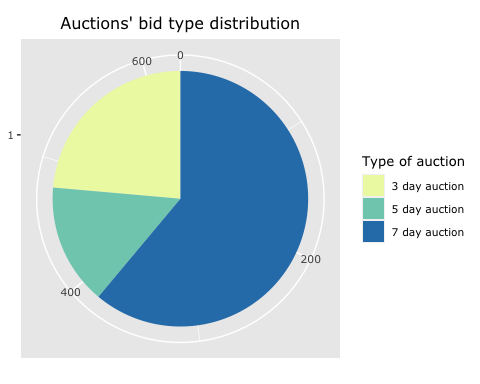 Auctions' bid type distribution
0
600
1
200
400
Type of auction
3 day auction
5 day auction
7 day auction